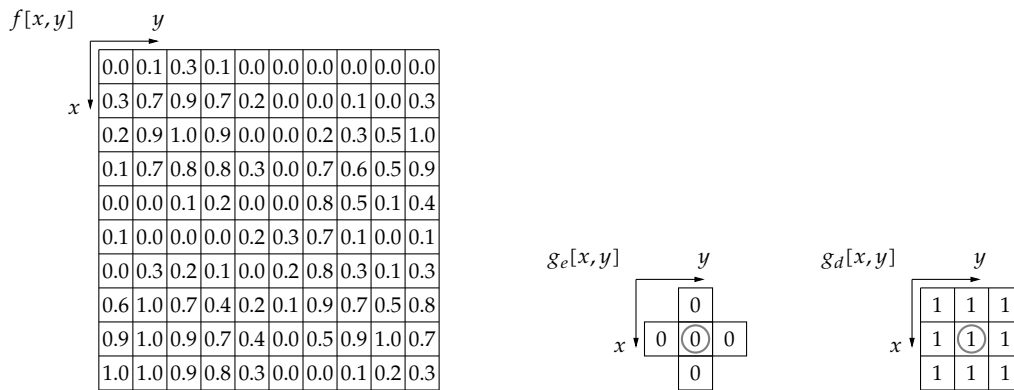 f[x,y] y
x
0.0 0.1 0.3 0.1 0.0 0.0 0.0 0.0 0.0 0.0
0.3 0.7 0.9 0.7 0.2 0.0 0.0 0.1 0.0 0.3
0.2 0.9 1.0 0.9 0.0 0.0 0.2 0.3 0.5 1.0
0.1 0.7 0.8 0.8 0.3 0.0 0.7 0.6 0.5 0.9
0.0 0.0 0.1 0.2 0.0 0.0 0.8 0.5 0.1 0.4
0.1 0.0 0.0 0.0 0.2 0.3 0.7 0.1 0.0 0.1
0.0 0.3 0.2 0.1 0.0 0.2 0.8 0.3 0.1 0.3
0.6 1.0 0.7 0.4 0.2 0.1 0.9 0.7 0.5 0.8
0.9 1.0 0.9 0.7 0.4 0.0 0.5 0.9 1.0 0.7
1.0 1.0 0.9 0.8 0.3 0.0 0.0 0.1 0.2 0.3
g_e[x,y] y
x
0
0 0 0
0
g_d[x,y] y
x
1 1 1
1 1 1
1 1 1